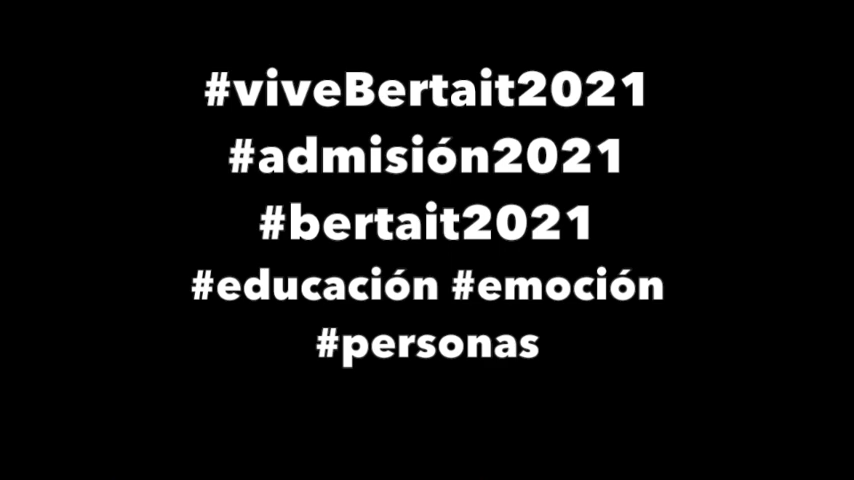 #viveBertait2021
#admisión2021
#bertait2021
#educación #emoción
#personas